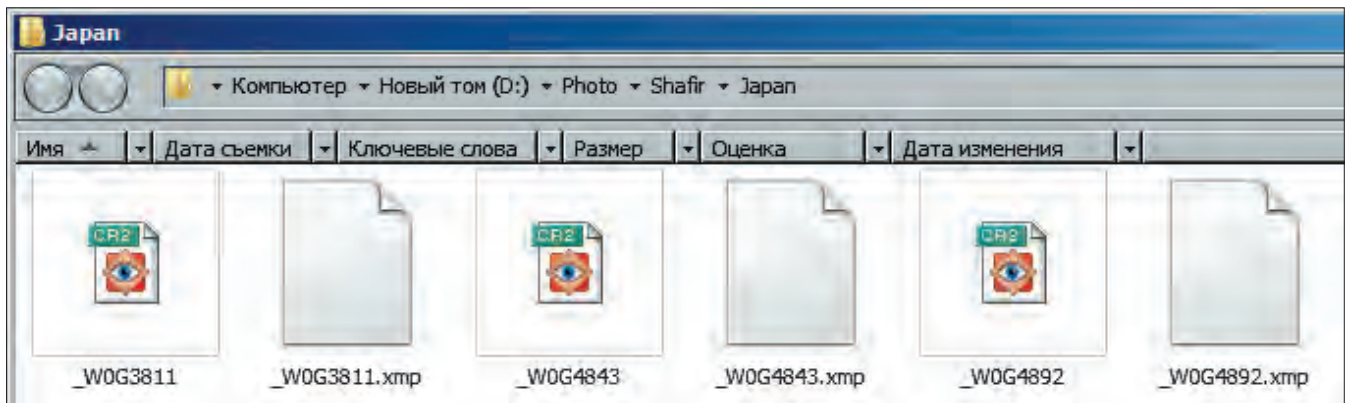 Japan
Компьютер Новый том (D:) Photo Shafir Japan
Имя Дата съемки Ключевые слова Размер Оценка Дата изменения
CR2 CR2 CR2
_W0G3811 _W0G3811.xmp _W0G4843 _W0G4843.xmp _W0G4892 _W0G4892.xmp